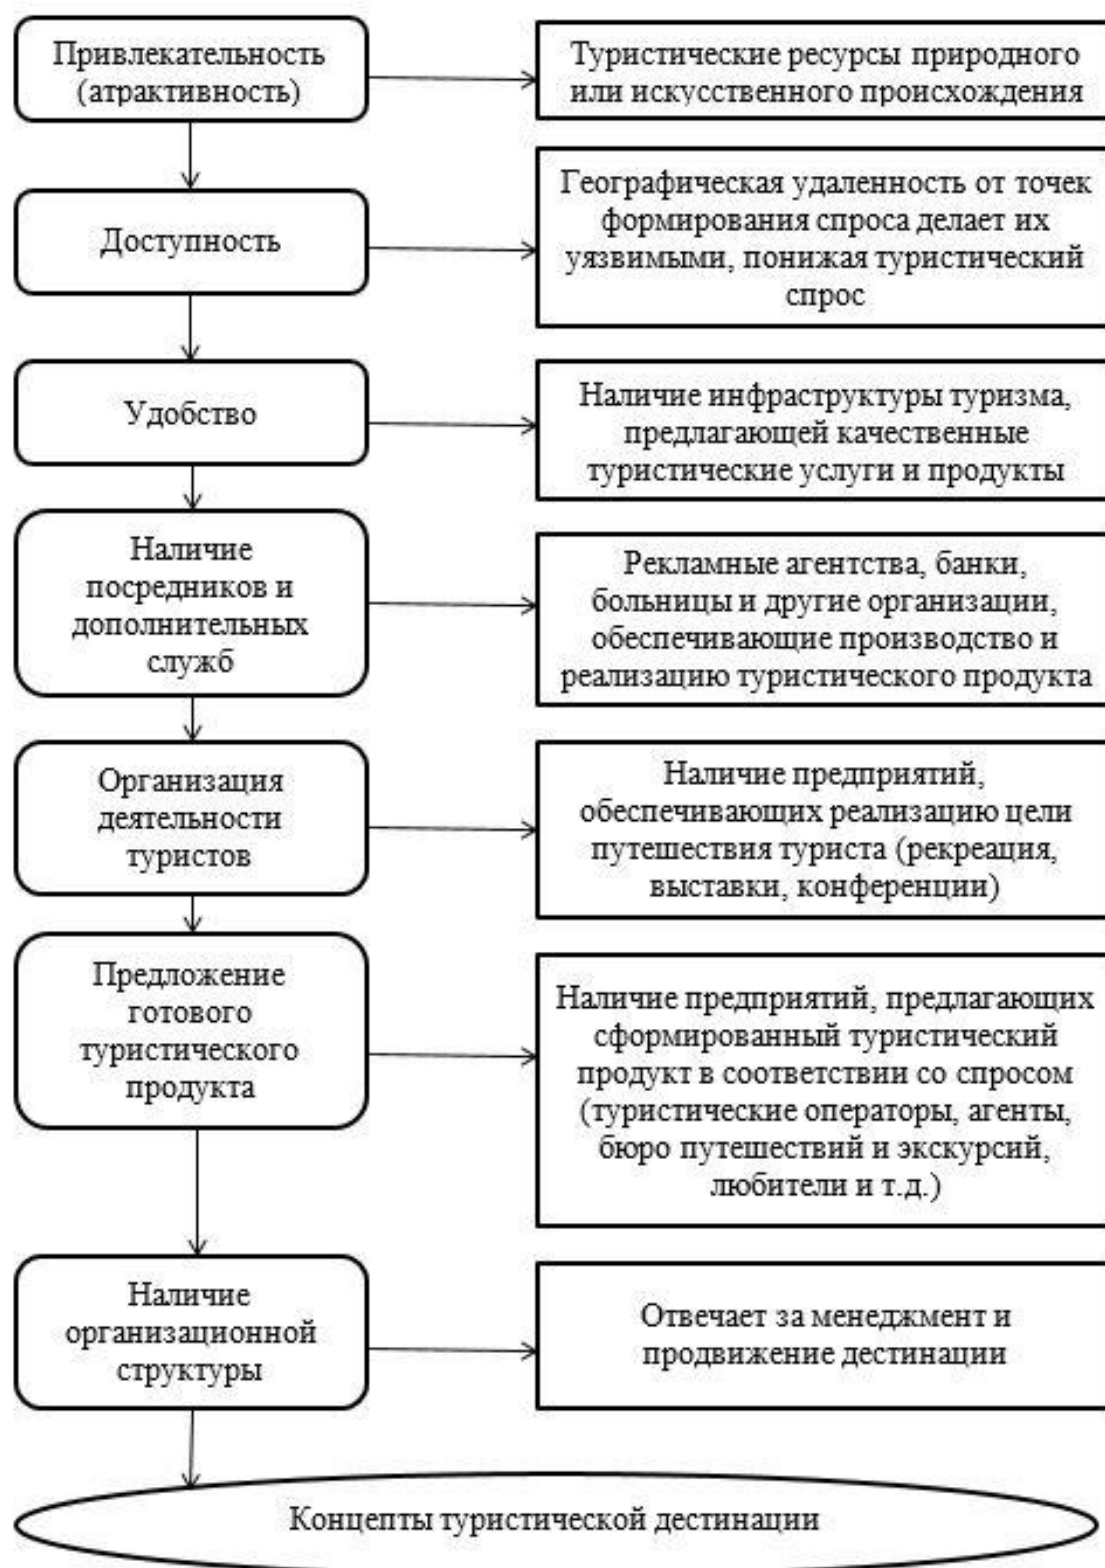 Привлекательность
(атрактивность)
Туристические ресурсы природного
или искусственного происхождения
Доступность
Географическая удаленность от точек
формирования спроса делает их
уязвимыми, понижая туристический
спрос
Удобство
Наличие инфраструктуры туризма,
предлагающей качественные
туристические услуги и продукты
Наличие
посредников и
дополнительных
служб
Рекламные агентства, банки,
больницы и другие организации,
обеспечивающие производство и
реализацию туристического продукта
Организация
деятельности
туристов
Наличие предприятий,
обеспечивающих реализацию цели
путешествия туриста (рекреация,
выставки, конференции)
Предложение
готового
туристического
продукта
Наличие предприятий, предлагающих
сформированный туристический
продукт в соответствии со спросом
(туристические операторы, агенты,
бюро путешествий и экскурсий,
любители и т.д.)
Наличие
организационной
структуры
Отвечает за менеджмент и
продвижение дестинации
Концепты туристической дестинации